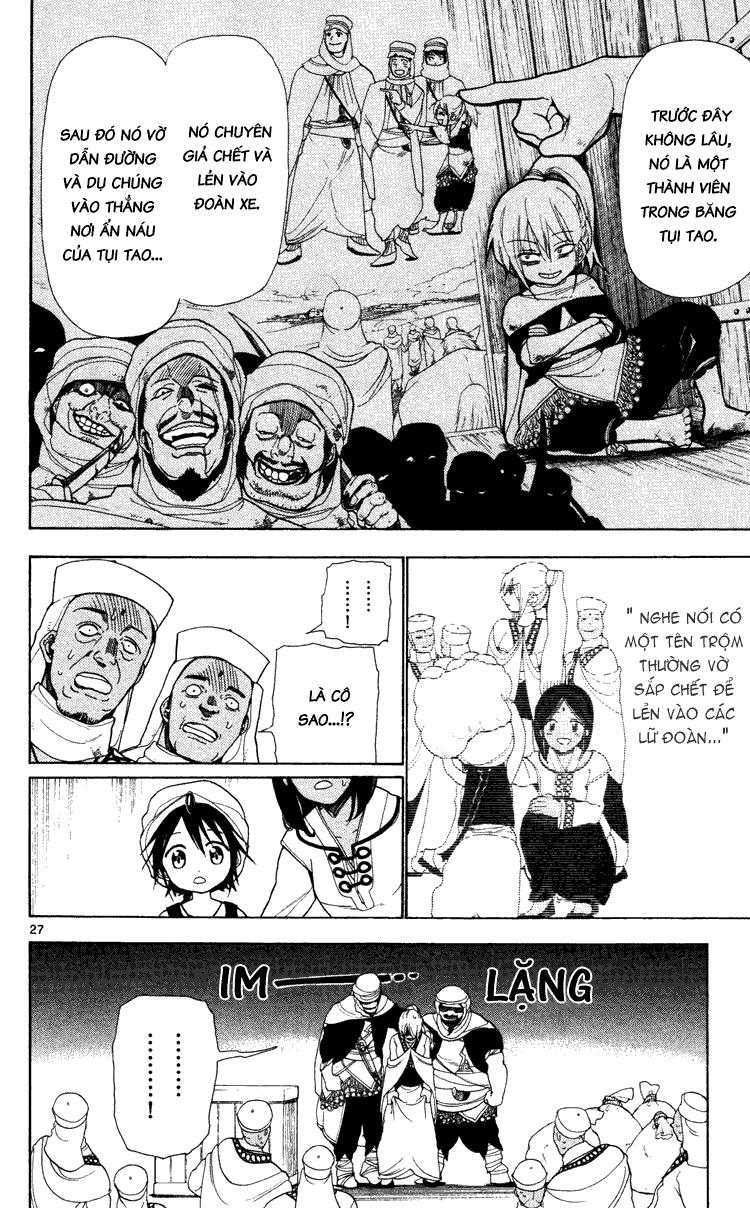 TRƯỚC ĐÂY
KHÔNG LÂU,
NÓ LÀ MỘT
THÀNH VIÊN
TRONG BĂNG
TỤI TAO.
NÓ CHUYÊN
GIẢ CHẾT VÀ
LẺN VÀO
ĐOÀN XE.
SAU ĐÓ NÓ VỜ
DẪN ĐƯỜNG
VÀ DỤ CHÚNG
VÀO THẲNG
NƠI ẨN NÁU
CỦA TỤI TAO...
" NGHE NÓI CÓ
MỘT TÊN TRỘM
THƯỜNG VỜ
SẮP CHẾT ĐỂ
LẺN VÀO CÁC
LỮ ĐOÀN..."
......!
LÀ CÔ
SAO...!?
27
IM LẶNG
......!